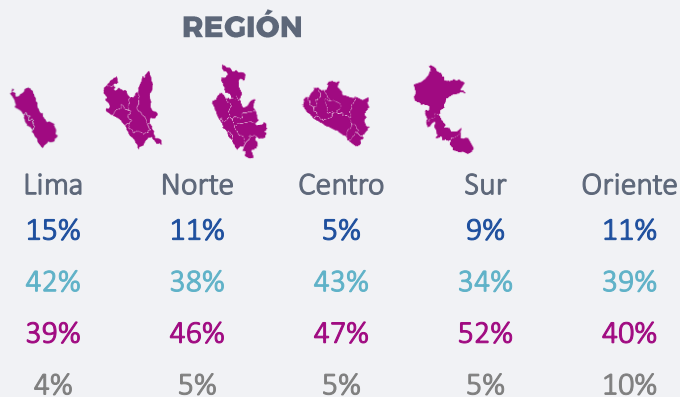 REGIÓN
Lima Norte Centro Sur Oriente
15% 11% 5% 9% 11%
42% 38% 43% 34% 39%
39% 46% 47% 52% 40%
4% 5% 5% 5% 10%